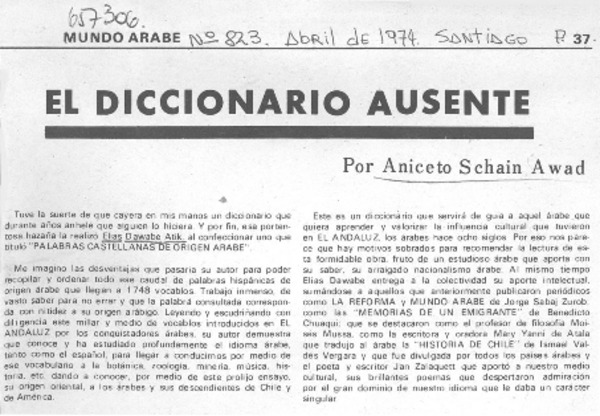 657306.
MUNDO ARABE Nº 823. Abril de 1974. SANTIAGO P. 37.
EL DICCIONARIO AUSENTE
Por Aniceto Schain Awad
Tuve la suerte de que cayera en mis manos un diccionario que
durante años anhelé que alguien lo hiciera. Y por fin, esa porten-
tosa hazaña la realizó Elías Dawabe Atik, al confeccionar uno que
tituló "PALABRAS CASTELLANAS DE ORIGEN ARABE".
Me imagino las desventajas que pasaría su autor para poder
recopilar y ordenar todo ese caudal de palabras hispánicas de
origen árabe que llegan a 1748 vocablos. Trabajo inmenso, de
vasto saber para no errar y que la palabra consultada correspon-
da con nitidez a su origen arábigo. Leyendo y escudriñando con
diligencia este millar y medio de vocablos introducidos en EL
ANDALUZ por los conquistadores árabes, su autor demuestra
que conoce y ha estudiado profundamente el idioma árabe,
tanto como el español, para llegar a conducirnos por medio de
ese vocabulario a la botánica, zoología, minería, música, his-
toria, etc. dando a conocer, por medio de este prolijo ensayo,
su origen oriental, a los árabes y sus descendientes de Chile y
de América.
Este es un diccionario que servirá de guía a aquel árabe que
quiera aprender y valorizar la influencia cultural que tuvieron
en EL ANDALUZ, los árabes hace ocho siglos. Por eso nos pare-
ce que hay motivos sobrados para recomendar la lectura de es-
ta formidable obra, fruto de un estudioso árabe que aporta con
su saber, su arraigado nacionalismo árabe. Al mismo tiempo
Elías Dawabe entrega a la colectividad su aporte intelectual,
sumándose a aquellos que anteriormente publicaron periódicos
como LA REFORMA y MUNDO ARABE de Jorge Sabaj Zurob,
como las "MEMORIAS DE UN EMIGRANTE" de Benedicto
Chuaqui; que se destacaron como el profesor de filosofía Moi-
sés Mussa, como la escritora y oradora Mary Yanni de Atala
que tradujo al árabe la "HISTORIA DE CHILE" de Ismael Val-
dés Vergara y que fue divulgada por todos los países árabes y
el poeta y escritor Jan Zalaquett que aportó a nuestro medio
cultural, sus brillantes poemas que despertaron admiración
por el gran dominio de nuestro idioma que le daba un carácter
singular